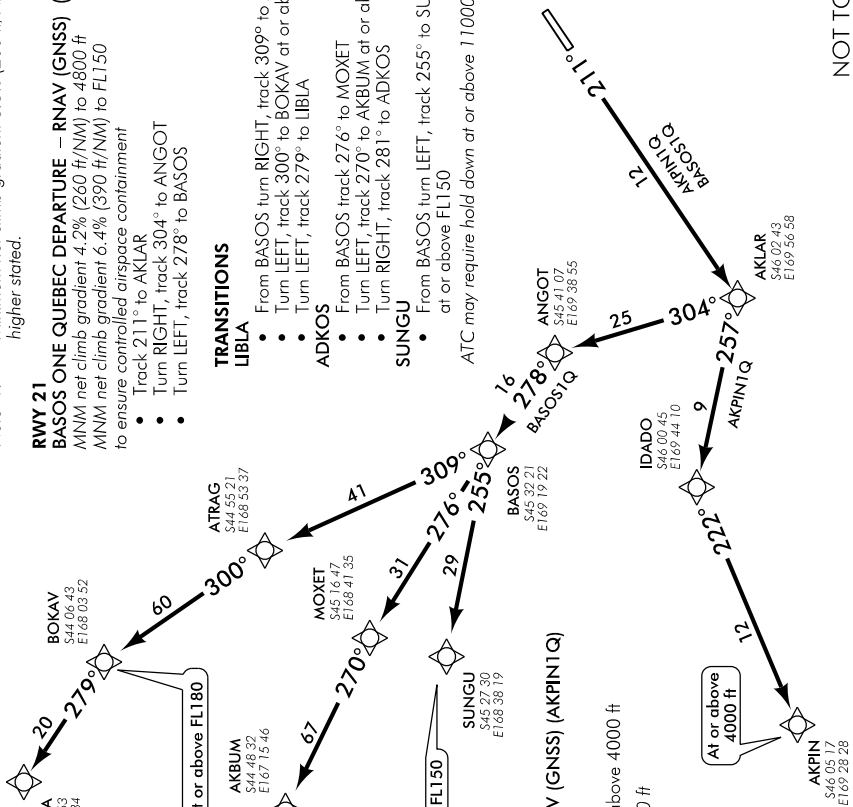 higher stated.
RWY 21
BASOS ONE QUEBEC DEPARTURE – RNAV (GNSS) (
MNM net climb gradient 4.2% (260 ft/NM) to 4800 ft
MNM net climb gradient 6.4% (390 ft/NM) to FL150
to ensure controlled airspace containment
• Track 211° to AKLAR
• Turn RIGHT, track 304° to ANGOT
• Turn LEFT, track 278° to BASOS
TRANSITIONS
LIBLA
• From BASOS turn RIGHT, track 309° to
• Turn LEFT, track 300° to BOKAV at or ab
• Turn LEFT, track 279° to LIBLA
ADKOS
• From BASOS track 276° to MOXET
• Turn LEFT, track 270° to AKBUM at or a
• Turn RIGHT, track 281° to ADKOS
SUNGU
• From BASOS turn LEFT, track 255° to SU
at or above FL150
ATC may require hold down at or above 11000
NOT TO
211°
12
AKPIN1Q
BASOS1Q
AKLAR
S46 02 43
E169 56 58
304°
25
257°
9
AKPIN1Q
ANGOT
S45 41 07
E169 38 55
278°
16
BASOS1Q
IDADO
S46 00 45
E169 44 10
222°
12
BASOS
S45 32 21
E169 19 22
309°
41
276°
31
255°
29
ATRAG
S44 55 21
E168 53 37
300°
60
MOXET
S45 16 47
E168 41 35
270°
67
BOKAV
S44 06 43
E168 03 52
279°
20
t or above FL180
SUNGU
S45 27 30
E168 38 19
FL150
AKBUM
S44 48 32
E167 15 46
At or above
4000 ft
AKPIN
S46 05 17
E169 28 28
V (GNSS) (AKPIN1Q)
bove 4000 ft
0 ft
A
53
34